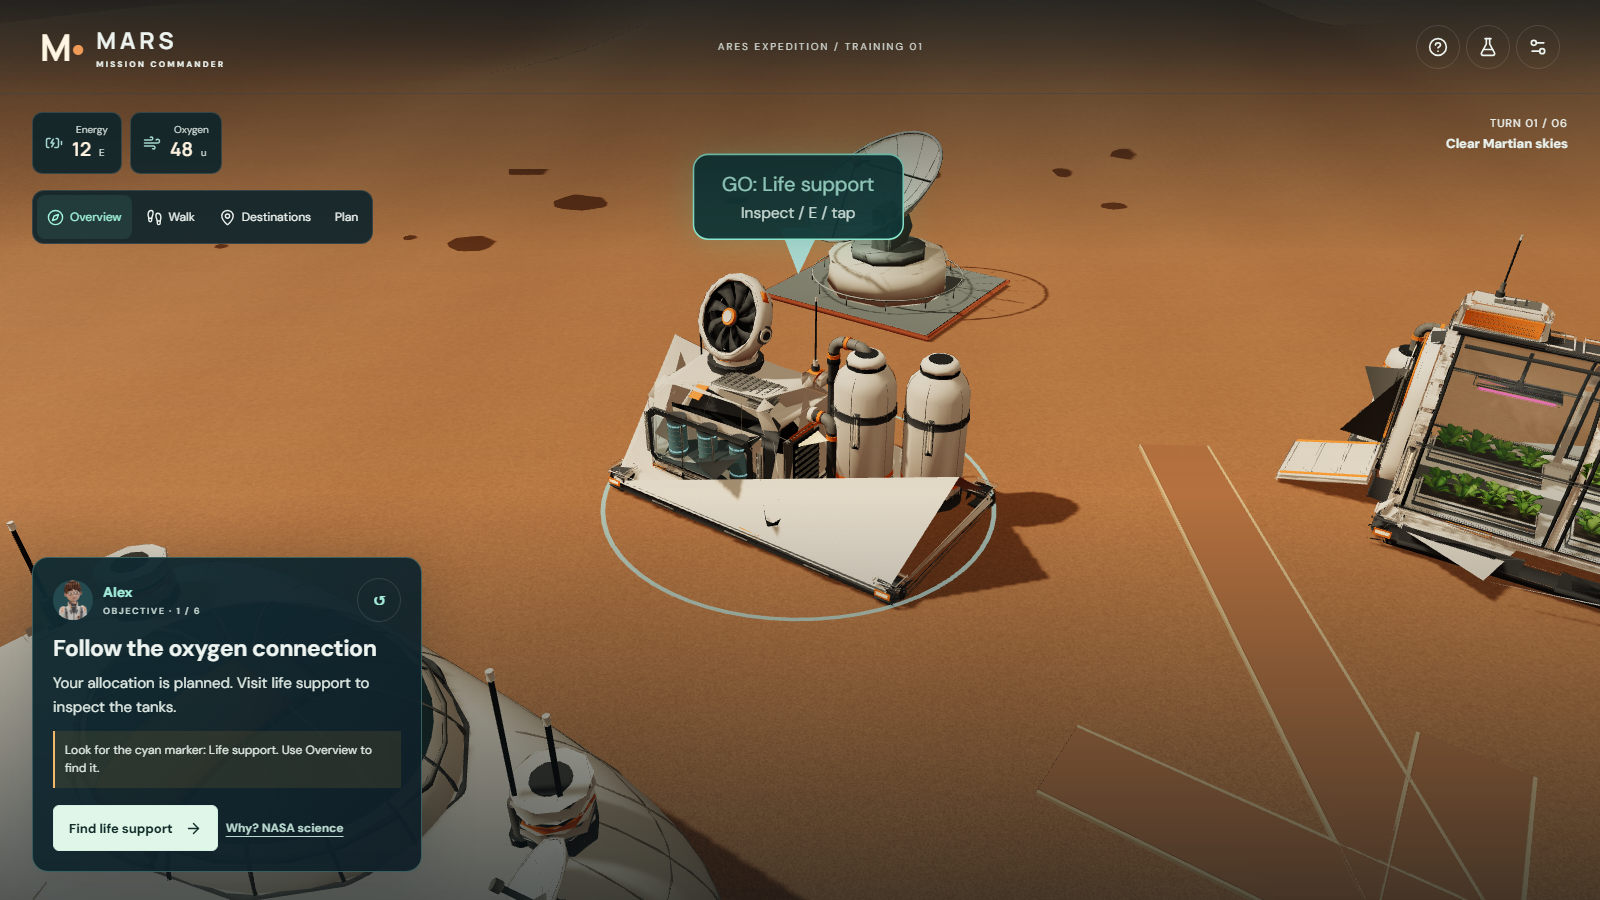 M
MARS
MISSION COMMANDER
ARES EXPEDITION / TRAINING 01
Energy
12 E
Oxygen
48 u
TURN 01 / 06
Clear Martian skies
Overview
Walk
Destinations
Plan
GO: Life support
Inspect / E / tap
Alex
OBJECTIVE · 1 / 6
Follow the oxygen connection
Your allocation is planned. Visit life support to
inspect the tanks.
Look for the cyan marker: Life support. Use Overview to
find it.
Find life support →
Why? NASA science